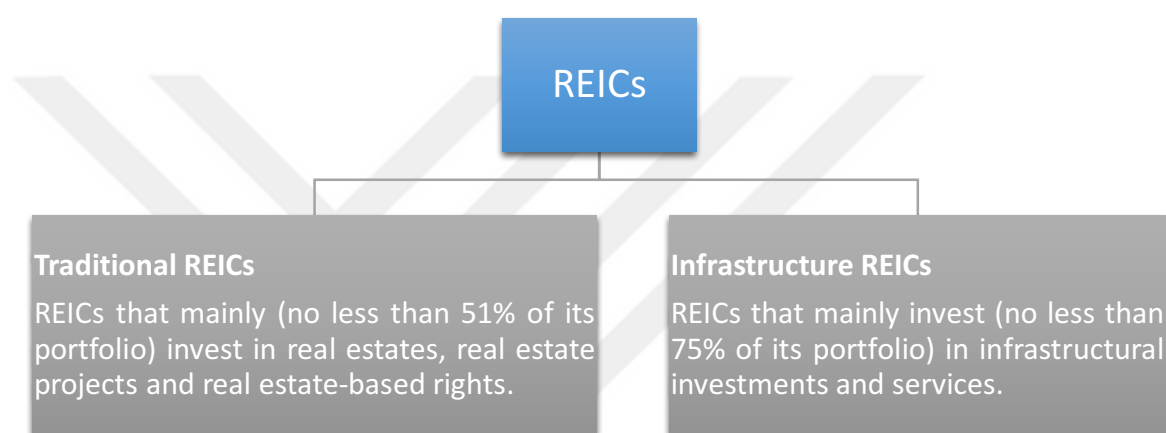 REICs
Traditional REICs
REICs that mainly (no less than 51% of its
portfolio) invest in real estates, real estate
projects and real estate-based rights.
Infrastructure REICs
REICs that mainly invest (no less than
75% of its portfolio) in infrastructural
investments and services.